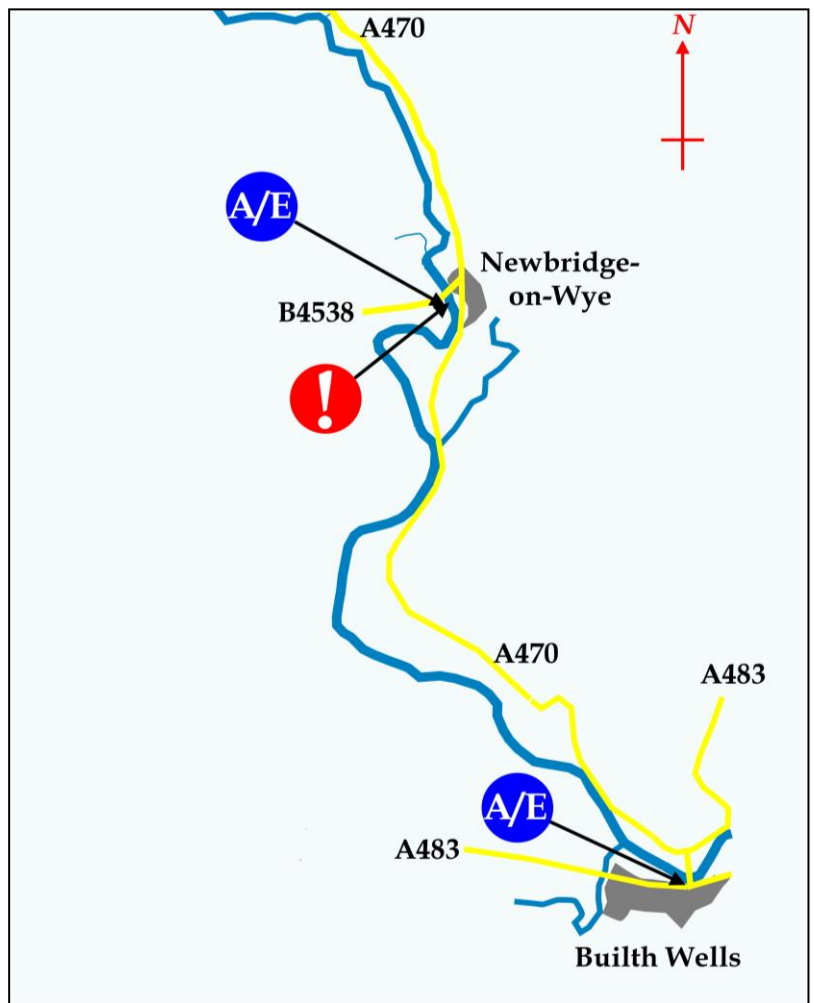 A470
N
A/E
Newbridge-
on-Wye
B4538
!
A470
A483
A/E
A483
Builth Wells